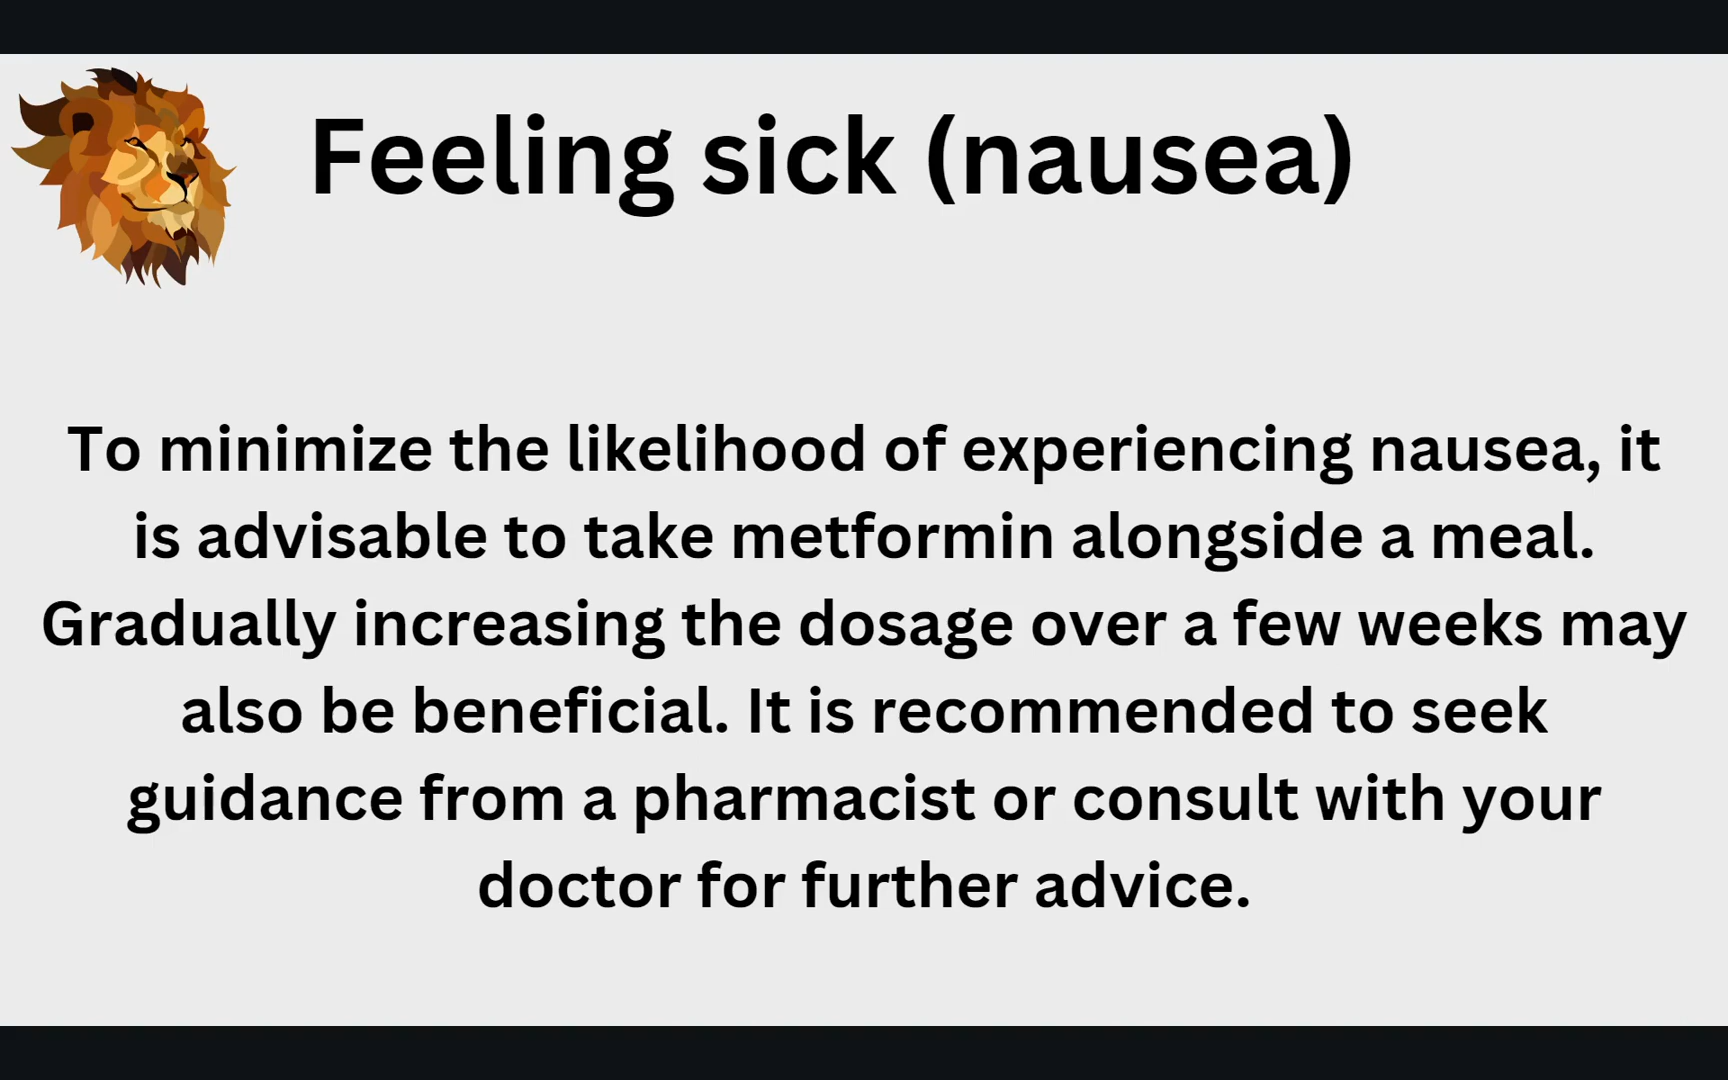 Feeling sick (nausea)
To minimize the likelihood of experiencing nausea, it
is advisable to take metformin alongside a meal.
Gradually increasing the dosage over a few weeks may
also be beneficial. It is recommended to seek
guidance from a pharmacist or consult with your
doctor for further advice.